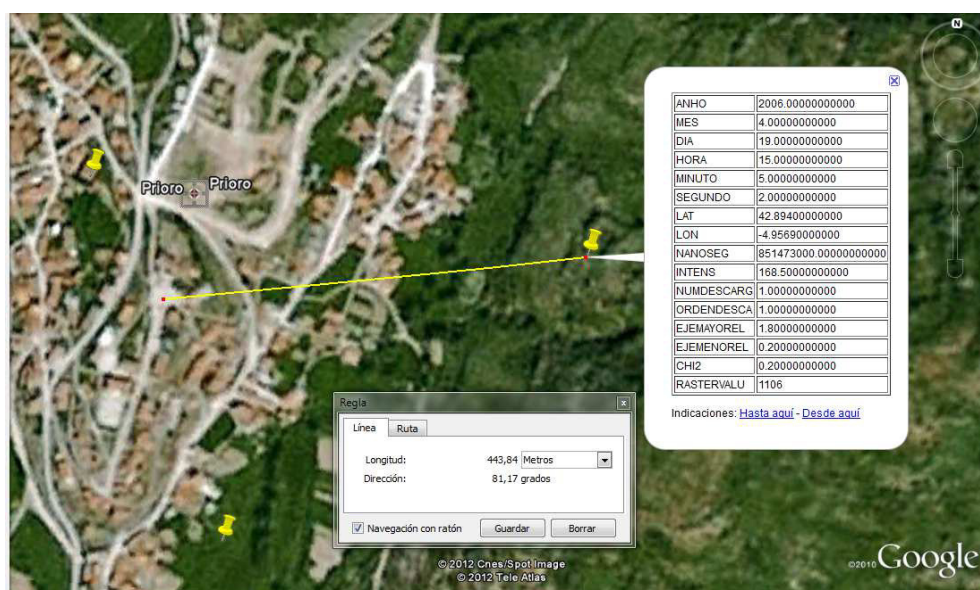 N
Prioro
Prioro
ANHO 2006.00000000000
MES 4.00000000000
DIA 19.00000000000
HORA 15.00000000000
MINUTO 5.00000000000
SEGUNDO 2.00000000000
LAT 42.89400000000
LON -4.95690000000
NANOSEG 851473000.00000000000
INTENS 168.50000000000
NUMDESCARG 1.00000000000
ORDENDESCA 1.00000000000
EJEMAYOREL 1.80000000000
EJEMENOREL 0.20000000000
CHI2 0.20000000000
RASTERVALU 1106
Indicaciones: Hasta aquí - Desde aquí
Regla
Línea Ruta
Longitud: 443,84 Metros
Dirección: 81,17 grados
Navegación con ratón Guardar Borrar
© 2012 Cnes/Spot Image
© 2012 Tele Atlas
©2010 Google